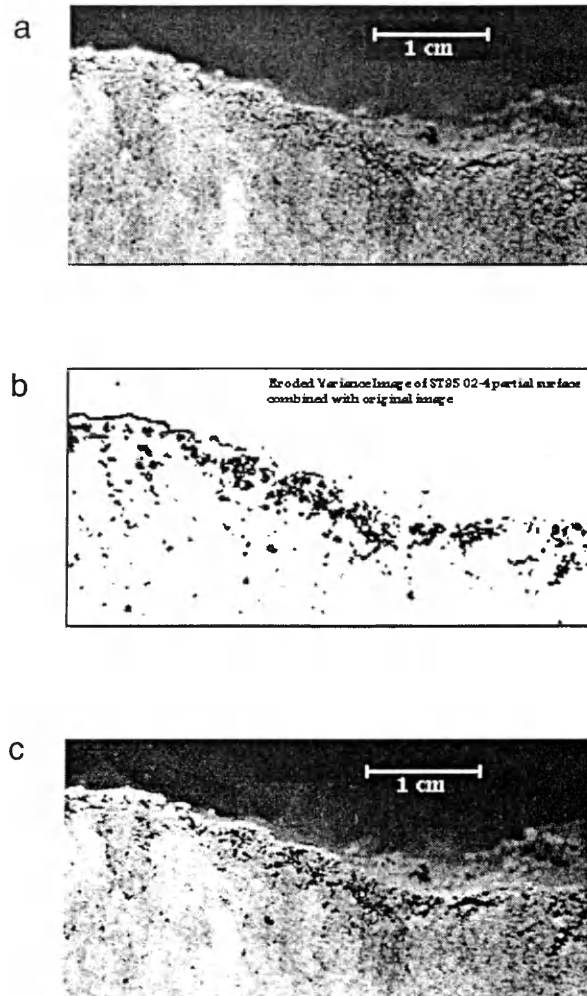 a
1 cm
b
Eroded Variance Image of ST95 02-4 partial surface
combined with original image
c
1 cm